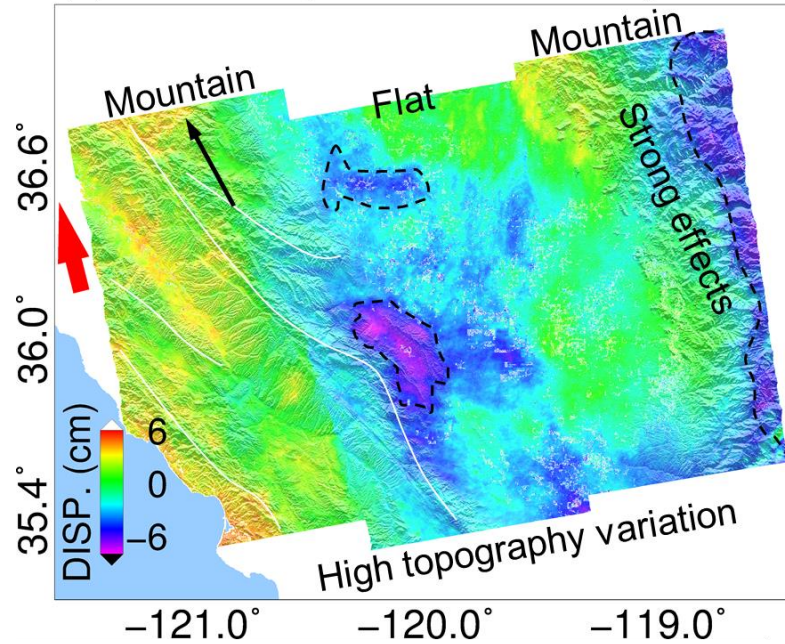 Mountain
Flat
Mountain
Strong effects
High topography variation
36.6°
36.0°
35.4°
DISP. (cm)
6
0
−6
−121.0°
−120.0°
−119.0°